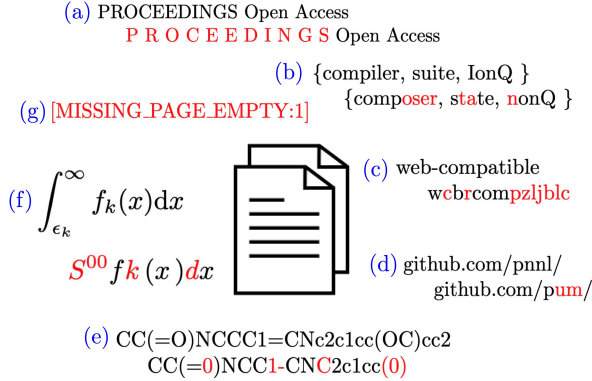 (a) PROCEEDINGS Open Access
P R O C E E D I N G S Open Access
(b) {compiler, suite, IonQ }
{composer, state, nonQ }
(g) [MISSING_PAGE_EMPTY:1]
(c) web-compatible
wcbrcompzljblc
(f) ∫_{ϵ_k}^∞ f_k(x)dx
S^{00} f k (x) dx
(d) github.com/pnnl/
github.com/pum/
(e) CC(=O)NCCC1=CNc2c1cc(OC)cc2
CC(=0)NCC1-CNC2c1cc(0)